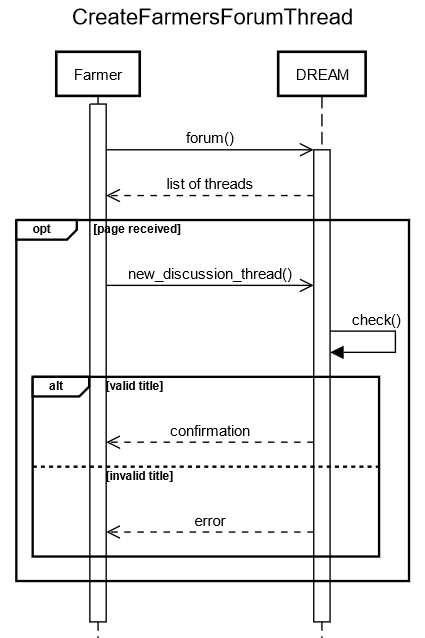 CreateFarmersForumThread
Farmer
DREAM
forum()
list of threads
opt
[page received]
new_discussion_thread()
check()
alt
[valid title]
confirmation
[invalid title]
error